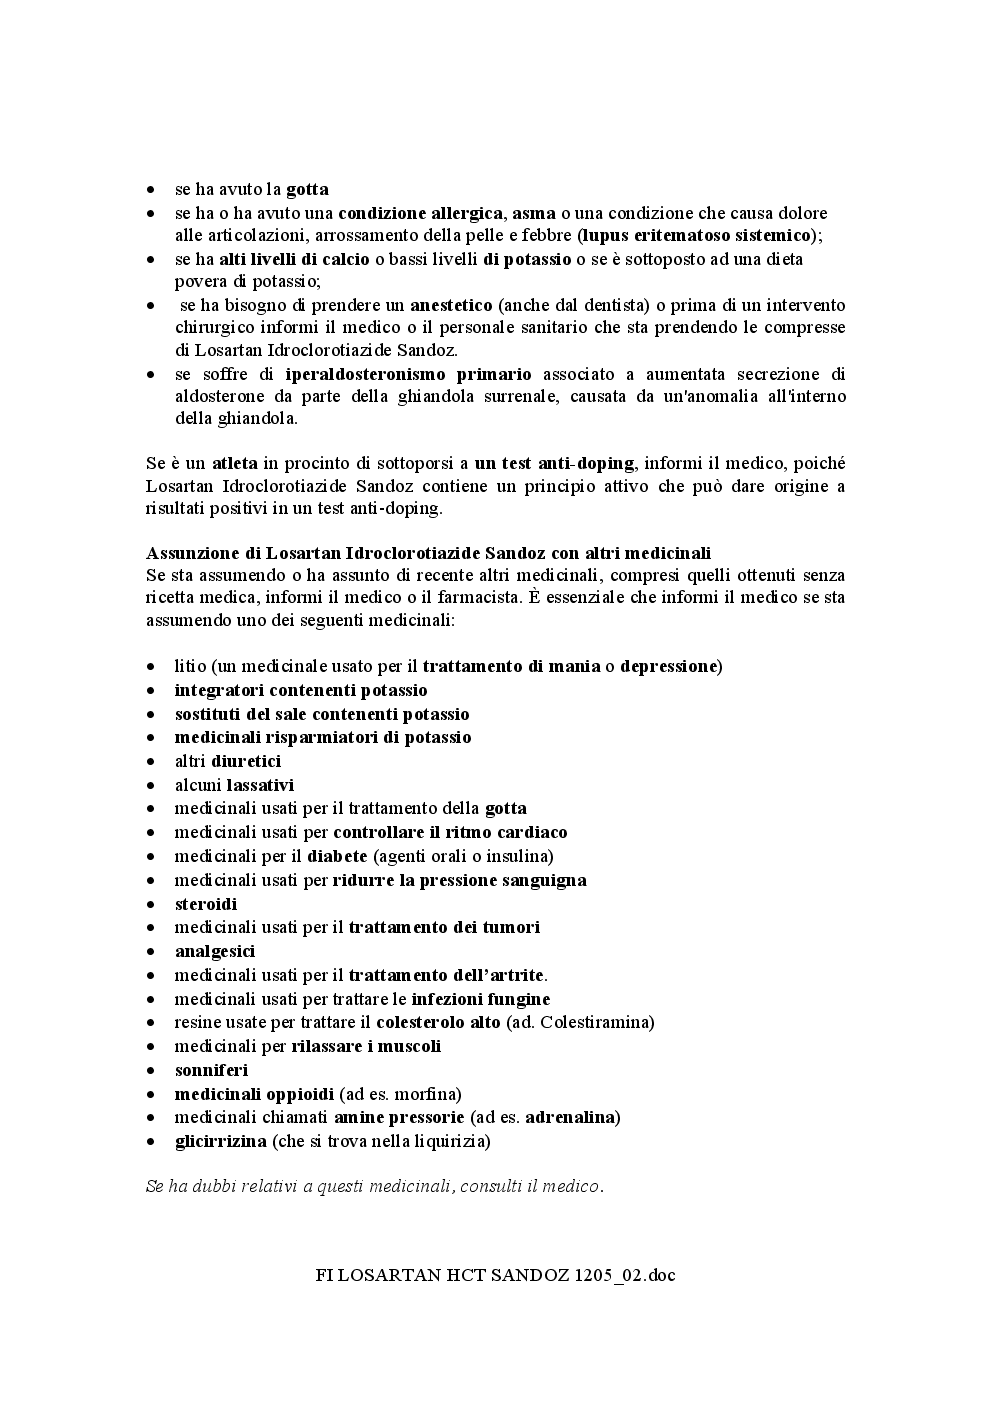 • se ha avuto la gotta
• se ha o ha avuto una condizione allergica, asma o una condizione che causa dolore
alle articolazioni, arrossamento della pelle e febbre (lupus eritematoso sistemico);
• se ha alti livelli di calcio o bassi livelli di potassio o se è sottoposto ad una dieta
povera di potassio;
• se ha bisogno di prendere un anestetico (anche dal dentista) o prima di un intervento
chirurgico informi il medico o il personale sanitario che sta prendendo le compresse
di Losartan Idroclorotiazide Sandoz.
• se soffre di iperaldosteronismo primario associato a aumentata secrezione di
aldosterone da parte della ghiandola surrenale, causata da un'anomalia all'interno
della ghiandola.
Se è un atleta in procinto di sottoporsi a un test anti-doping, informi il medico, poiché
Losartan Idroclorotiazide Sandoz contiene un principio attivo che può dare origine a
risultati positivi in un test anti-doping.
Assunzione di Losartan Idroclorotiazide Sandoz con altri medicinali
Se sta assumendo o ha assunto di recente altri medicinali, compresi quelli ottenuti senza
ricetta medica, informi il medico o il farmacista. È essenziale che informi il medico se sta
assumendo uno dei seguenti medicinali:
• litio (un medicinale usato per il trattamento di mania o depressione)
• integratori contenenti potassio
• sostituti del sale contenenti potassio
• medicinali risparmiatori di potassio
• altri diuretici
• alcuni lassativi
• medicinali usati per il trattamento della gotta
• medicinali usati per controllare il ritmo cardiaco
• medicinali per il diabete (agenti orali o insulina)
• medicinali usati per ridurre la pressione sanguigna
• steroidi
• medicinali usati per il trattamento dei tumori
• analgesici
• medicinali usati per il trattamento dell’artrite.
• medicinali usati per trattare le infezioni fungine
• resine usate per trattare il colesterolo alto (ad. Colestiramina)
• medicinali per rilassare i muscoli
• sonniferi
• medicinali oppioidi (ad es. morfina)
• medicinali chiamati amine pressorie (ad es. adrenalina)
• glicirrizina (che si trova nella liquirizia)
Se ha dubbi relativi a questi medicinali, consulti il medico.
FI LOSARTAN HCT SANDOZ 1205_02.doc